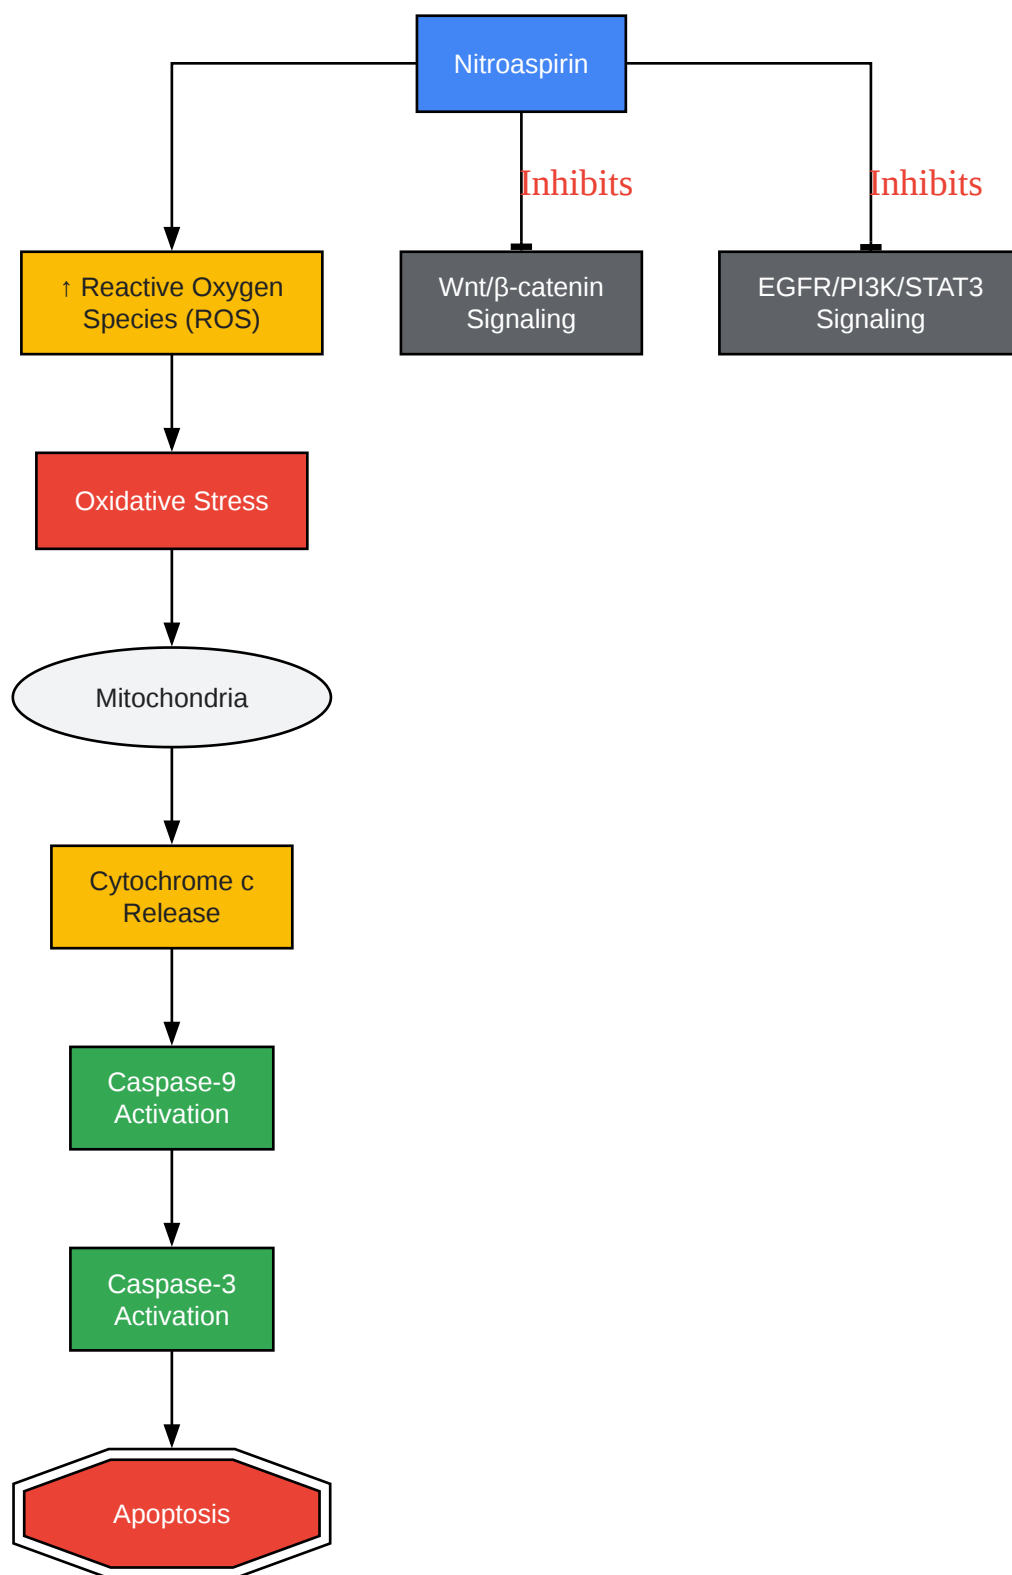 Nitroaspirin
Inhibits
Inhibits
↑ Reactive Oxygen
Species (ROS)
Wnt/β-catenin
Signaling
EGFR/PI3K/STAT3
Signaling
Oxidative Stress
Mitochondria
Cytochrome c
Release
Caspase-9
Activation
Caspase-3
Activation
Apoptosis